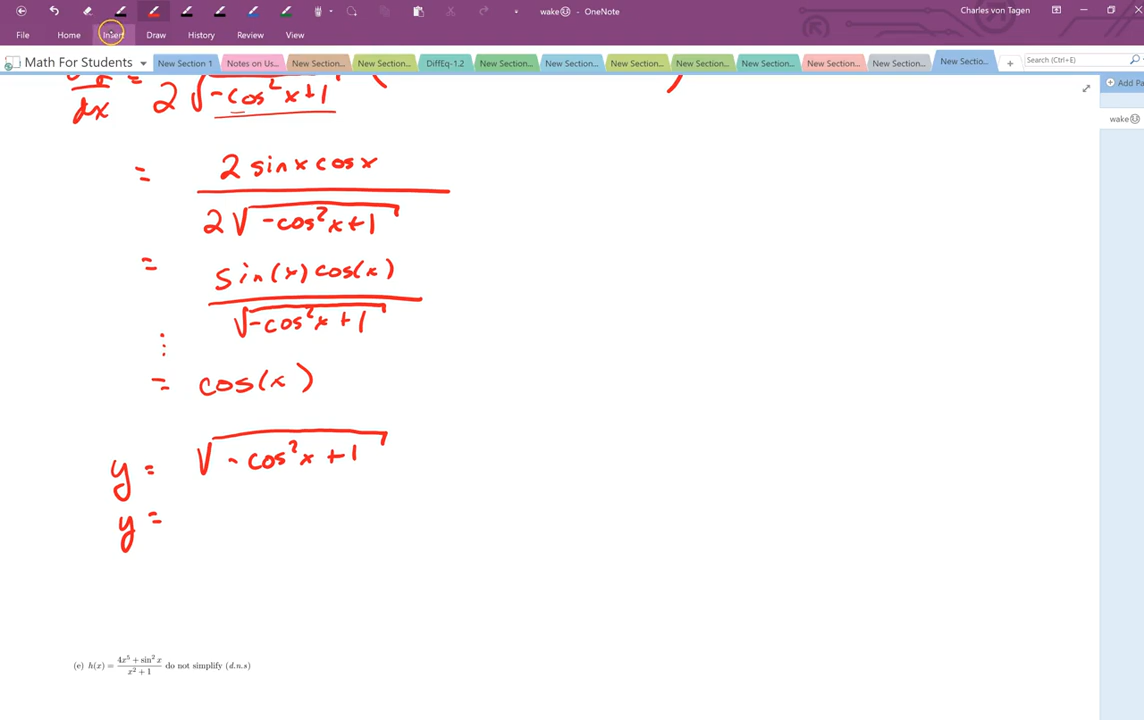 wake☹ - OneNote
Charles von Tagen
File Home Insert Draw History Review View
Math For Students
New Section 1 Notes on Us... New Section... New Section... DiffEq-1.2 New Section... New Section... New Section... New Section... New Section... New Section... New Section... New Sectio...
Search (Ctrl+E)
Add Pa
wake☹
dx 2 √-cos²x+1 (
= 2 sinx cosx
2√-cos²x+1
= sin(x) cos(x)
√-cos²x+1
⋮
= cos(x)
y = √-cos²x+1
y =
(e) h(x) = 4x⁵ + sin² x / x² + 1 do not simplify (d.n.s)